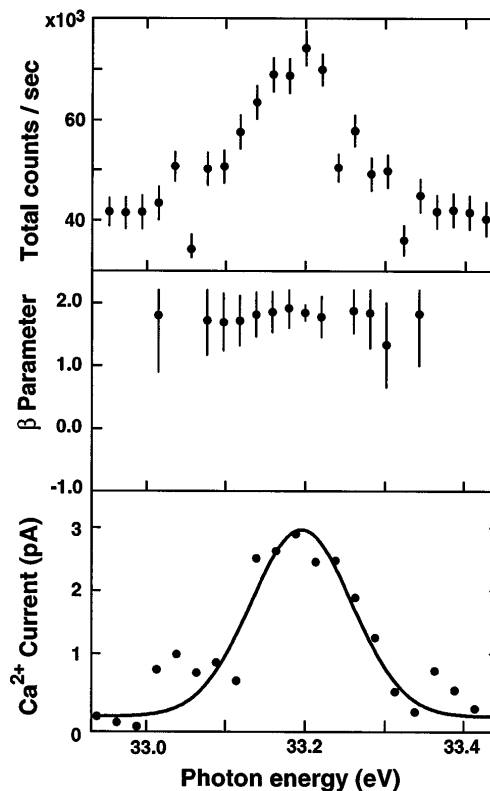 x10³
Total counts / sec
60
40
β Parameter
2.0
1.0
0.0
-1.0
Ca²⁺ Current (pA)
3
2
1
0
33.0
33.2
33.4
Photon energy (eV)